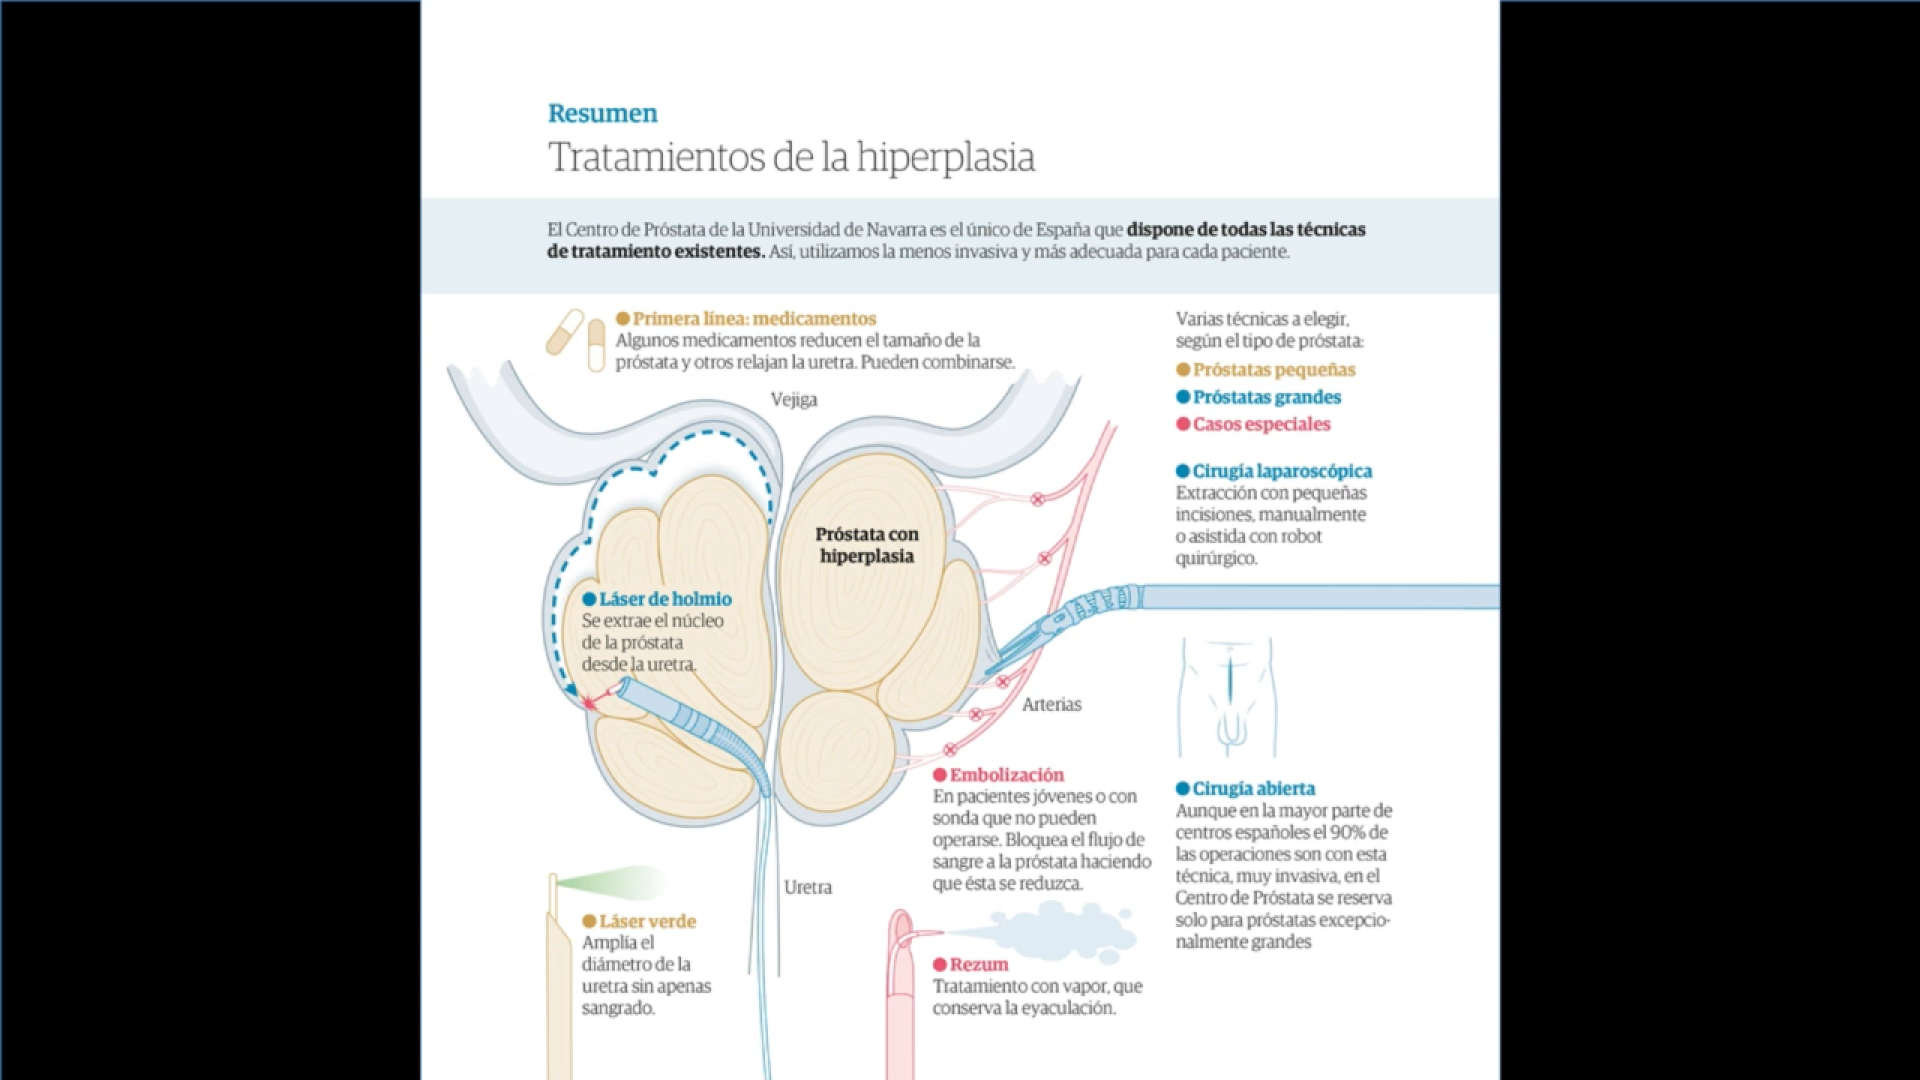 Resumen
Tratamientos de la hiperplasia
El Centro de Próstata de la Universidad de Navarra es el único de España que dispone de todas las técnicas
de tratamiento existentes. Así, utilizamos la menos invasiva y más adecuada para cada paciente.
Primera línea: medicamentos
Algunos medicamentos reducen el tamaño de la
próstata y otros relajan la uretra. Pueden combinarse.
Varias técnicas a elegir,
según el tipo de próstata:
Próstatas pequeñas
Próstatas grandes
Casos especiales
Vejiga
Próstata con
hiperplasia
Cirugía laparoscópica
Extracción con pequeñas
incisiones, manualmente
o asistida con robot
quirúrgico.
Láser de holmio
Se extrae el núcleo
de la próstata
desde la uretra.
Arterias
Embolización
En pacientes jóvenes o con
sonda que no pueden
operarse. Bloquea el flujo de
sangre a la próstata haciendo
que ésta se reduzca.
Cirugía abierta
Aunque en la mayor parte de
centros españoles el 90% de
las operaciones son con esta
técnica, muy invasiva, en el
Centro de Próstata se reserva
solo para próstatas excepcio-
nalmente grandes
Uretra
Láser verde
Amplía el
diámetro de la
uretra sin apenas
sangrado.
Rezum
Tratamiento con vapor, que
conserva la eyaculación.